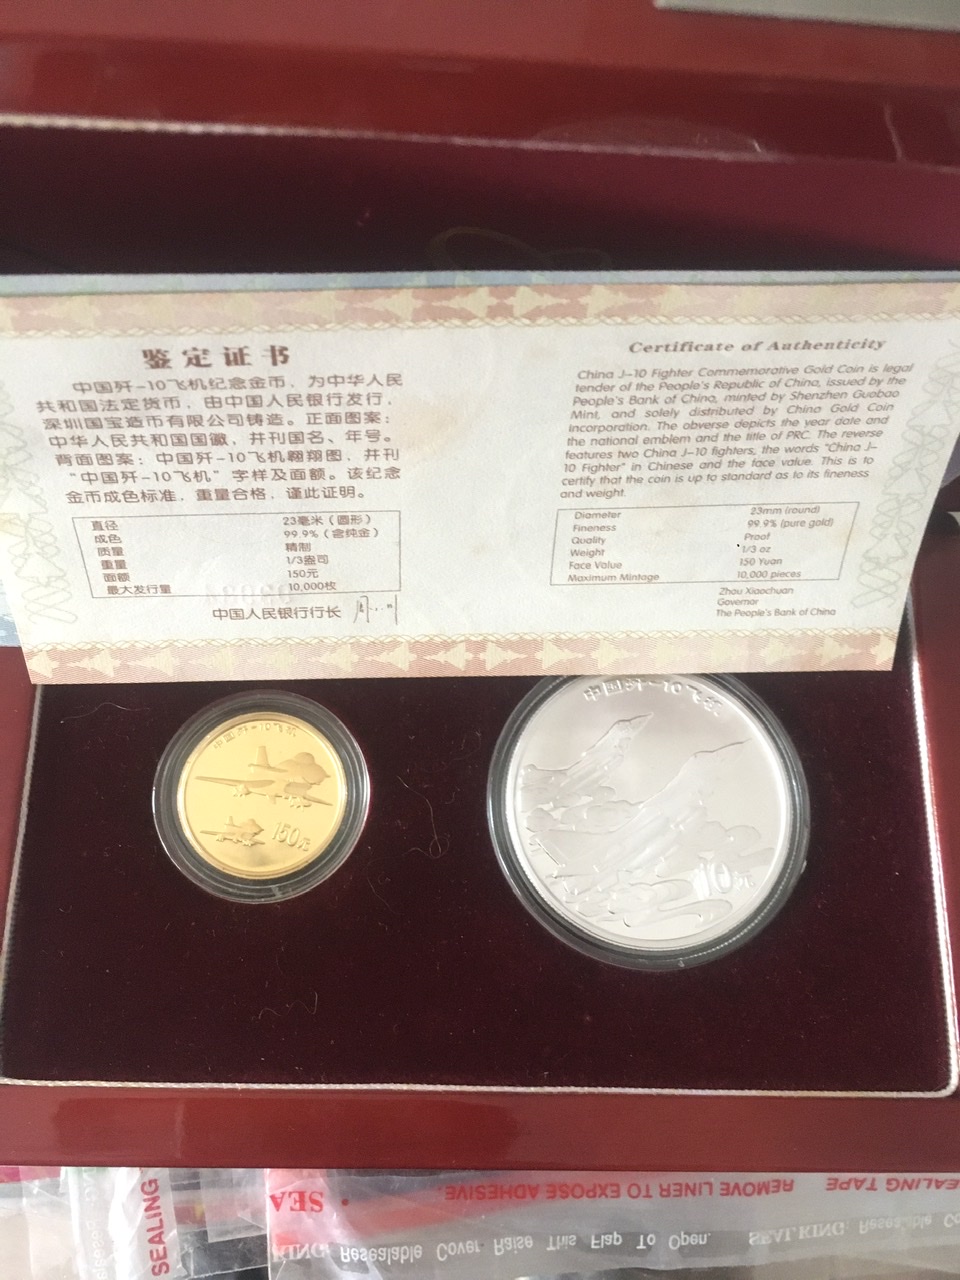 鉴定证书
中国歼-10飞机纪念金币，为中华人民
共和国法定货币，由中国人民银行发行，
深圳国宝造币有限公司铸造。正面图案：
中华人民共和国国徽，并刊国名、年号。
背面图案：中国歼-10飞机翱翔图，并刊
“中国歼-10飞机”字样及面额。该纪念
金币成色标准，重量合格，谨此证明。
直径 23毫米（圆形）
成色 99.9%（含纯金）
质量 精制
重量 1/3盎司
面额 150元
最大发行量 10,000枚
中国人民银行行长
Certificate of Authenticity
China J-10 Fighter Commemorative Gold Coin is legal
tender of the People's Republic of China, issued by the
People's Bank of China, minted by Shenzhen Guobao
Mint, and solely distributed by China Gold Coin
Incorporation. The obverse depicts the year date and
the national emblem and the title of PRC. The reverse
features two China J-10 fighters, the words "China J-
10 Fighter" in Chinese and the face value. This is to
certify that the coin is up to standard as to its fineness
and weight.
Diameter 23mm (round)
Fineness 99.9% (pure gold)
Quality Proof
Weight 1/3 oz
Face Value 150 Yuan
Maximum Mintage 10,000 pieces
Zhou Xiaochuan
Governor
The People's Bank of China
中国歼-10飞机
150元
中国歼-10飞机
10元
SEALING
SEA
REMOVE LINER TO EXPOSE ADHESIVE.
EALING TAPE
KING: Resealable Cover Raise This Flap To Open.
SEALKING: Resealable Co